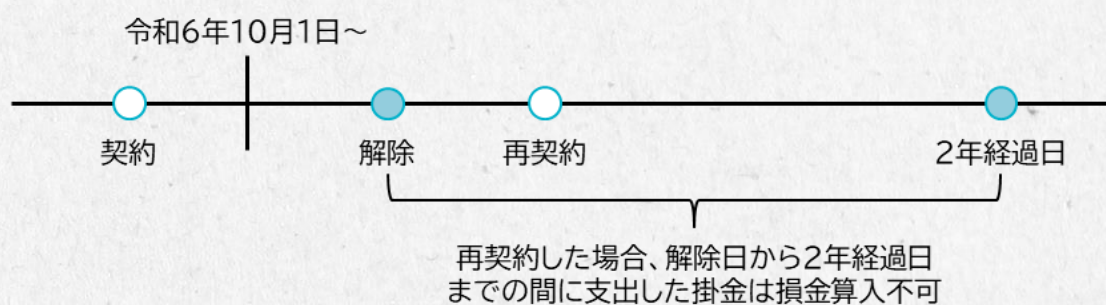 令和6年10月1日～
契約
解除
再契約
2年経過日
再契約した場合、解除日から2年経過日
までの間に支出した掛金は損金算入不可